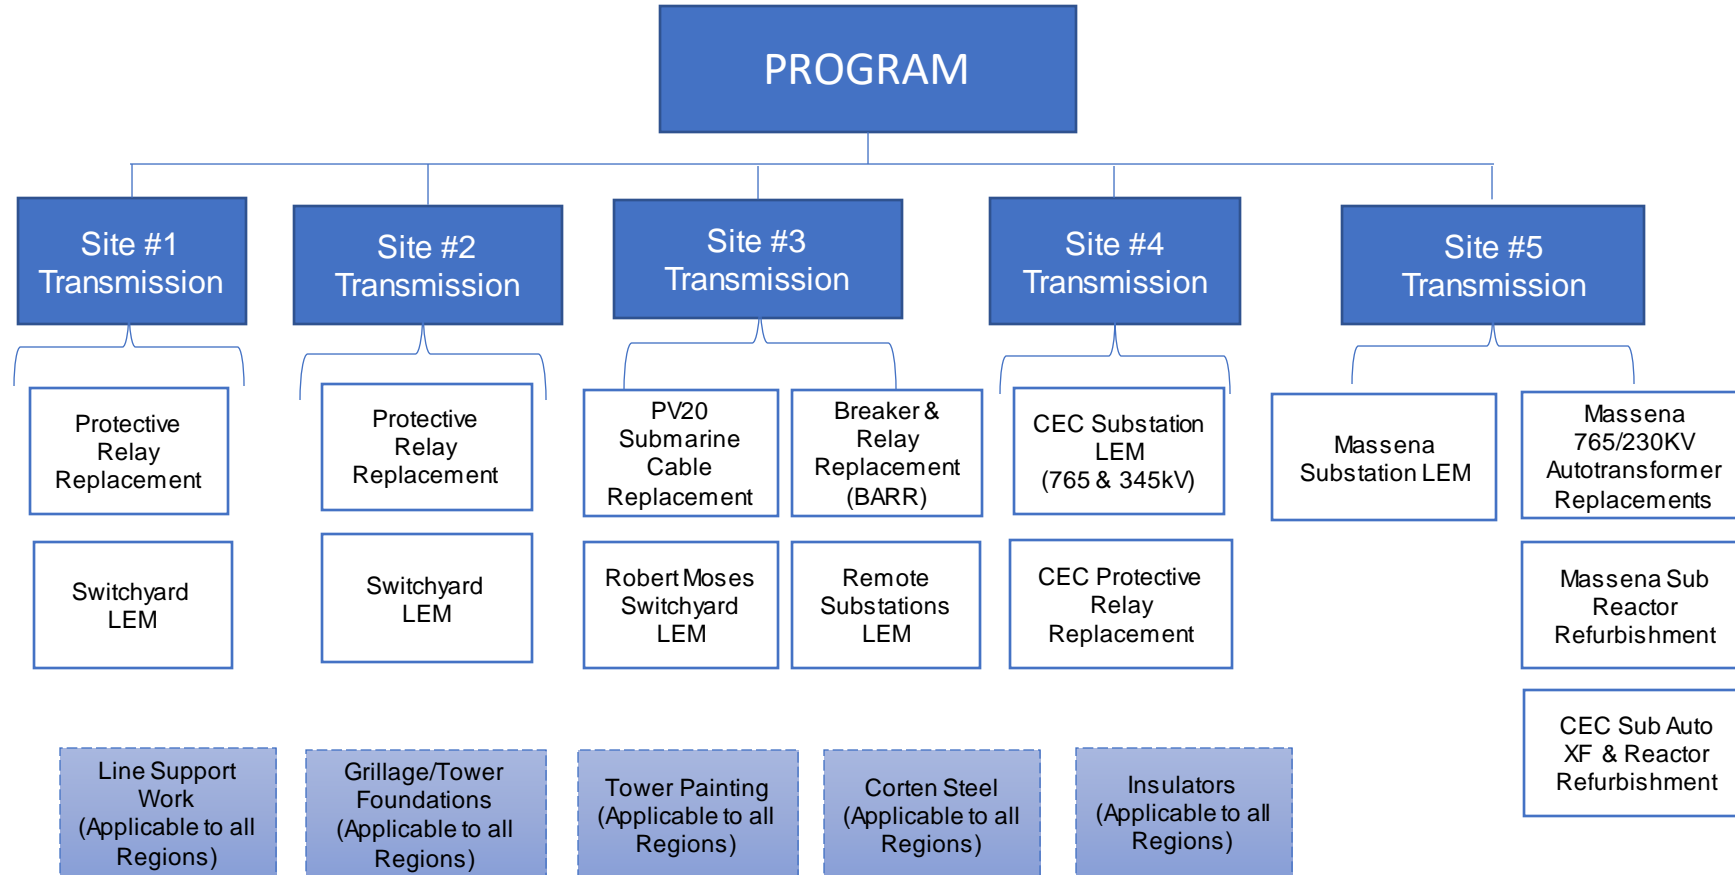 PROGRAM
Site #1
Transmission
Site #2
Transmission
Site #3
Transmission
Site #4
Transmission
Site #5
Transmission
Protective
Relay
Replacement
Switchyard
LEM
Protective
Relay
Replacement
Switchyard
LEM
PV20
Submarine
Cable
Replacement
Breaker &
Relay
Replacement
(BARR)
Robert Moses
Switchyard
LEM
Remote
Substations
LEM
CEC Substation
LEM
(765 & 345kV)
CEC Protective
Relay
Replacement
Massena
Substation LEM
Massena
765/230KV
Autotransformer
Replacements
Massena Sub
Reactor
Refurbishment
CEC Sub Auto
XF & Reactor
Refurbishment
Line Support
Work
(Applicable to all
Regions)
Grillage/Tower
Foundations
(Applicable to all
Regions)
Tower Painting
(Applicable to all
Regions)
Corten Steel
(Applicable to all
Regions)
Insulators
(Applicable to all
Regions)